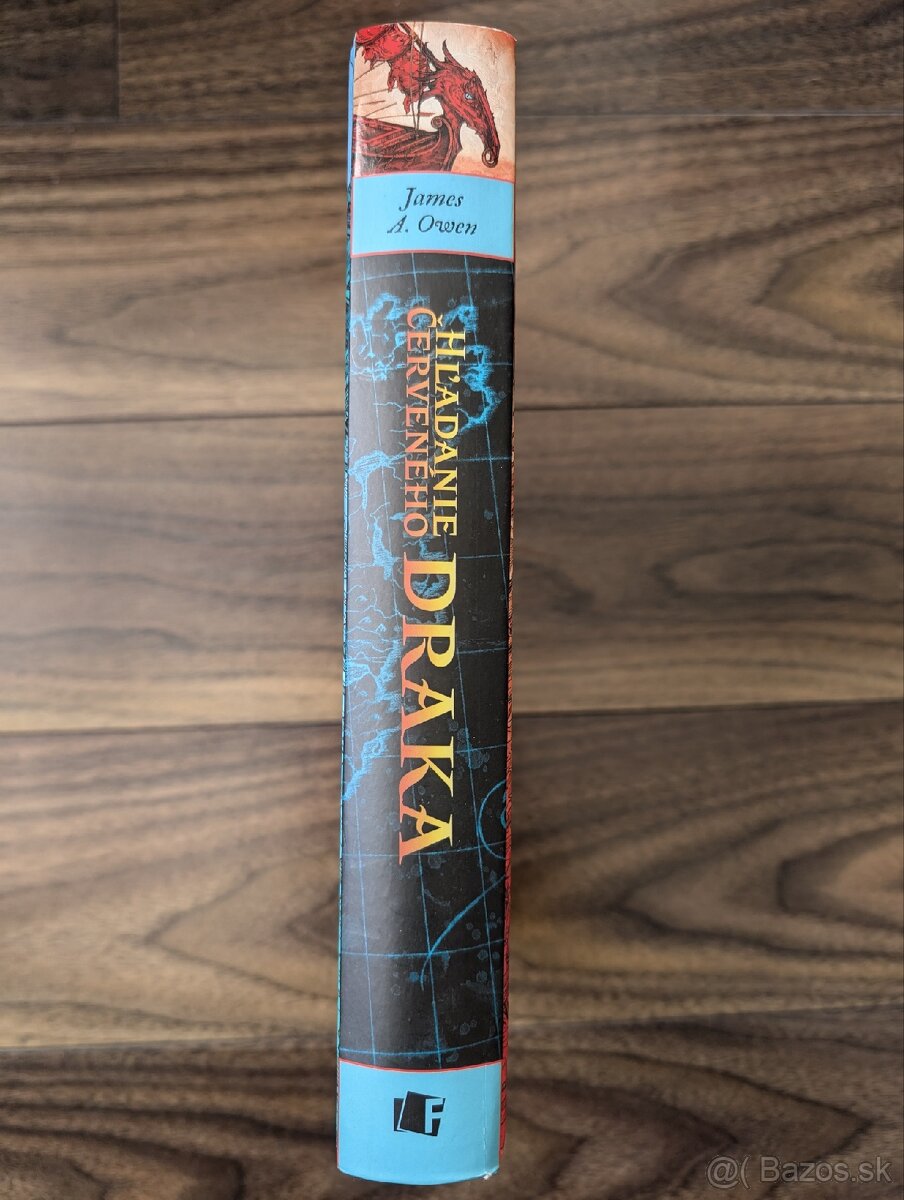 James
A. Owen
HĽADANIE
ČERVENÉHO
DRAKA
F
@( Bazos.sk